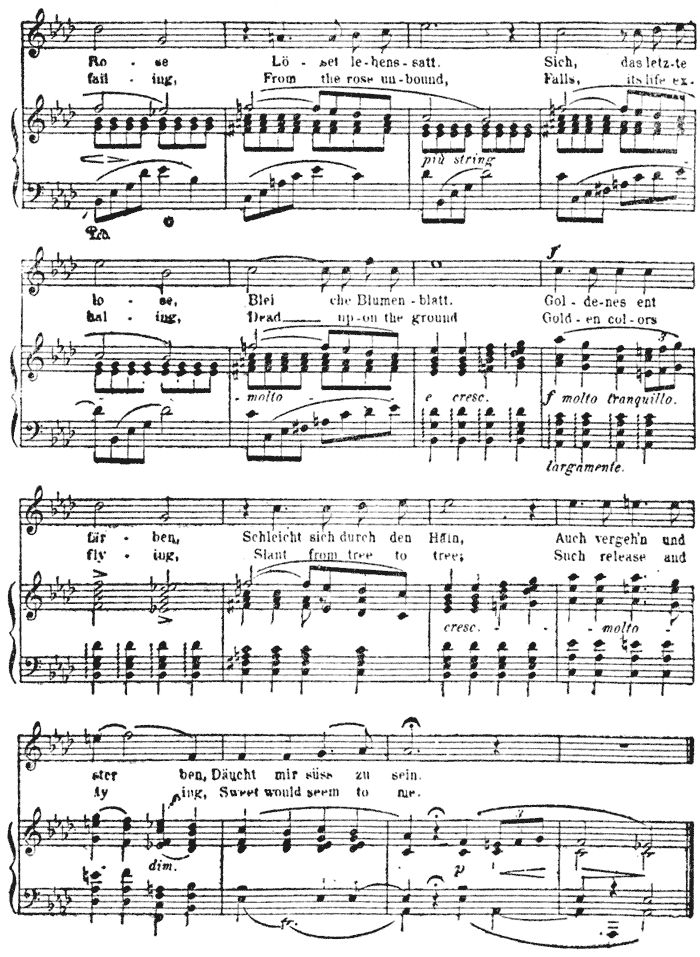 Ro - se Lö - set le-bens-satt. Sich, das letz-te
fall - ing, From the rose un-bound, Falls, its life ex-
più string
Ped.
lo - se, Blei - che Blumen-blatt. Gol-de-nes ent
hal - ing, Dead up-on the ground Gold-en colors
molto - e cresc. f molto tranquillo.
largamente.
fär - ben, Schleicht sich durch den Hain, Auch vergeh'n und
fly - ing, Slant from tree to tree; Such release and
cresc. - - molto -
ster ben, Däucht mir süss zu sein.
dy ing, Sweet would seem to me.
dim. p